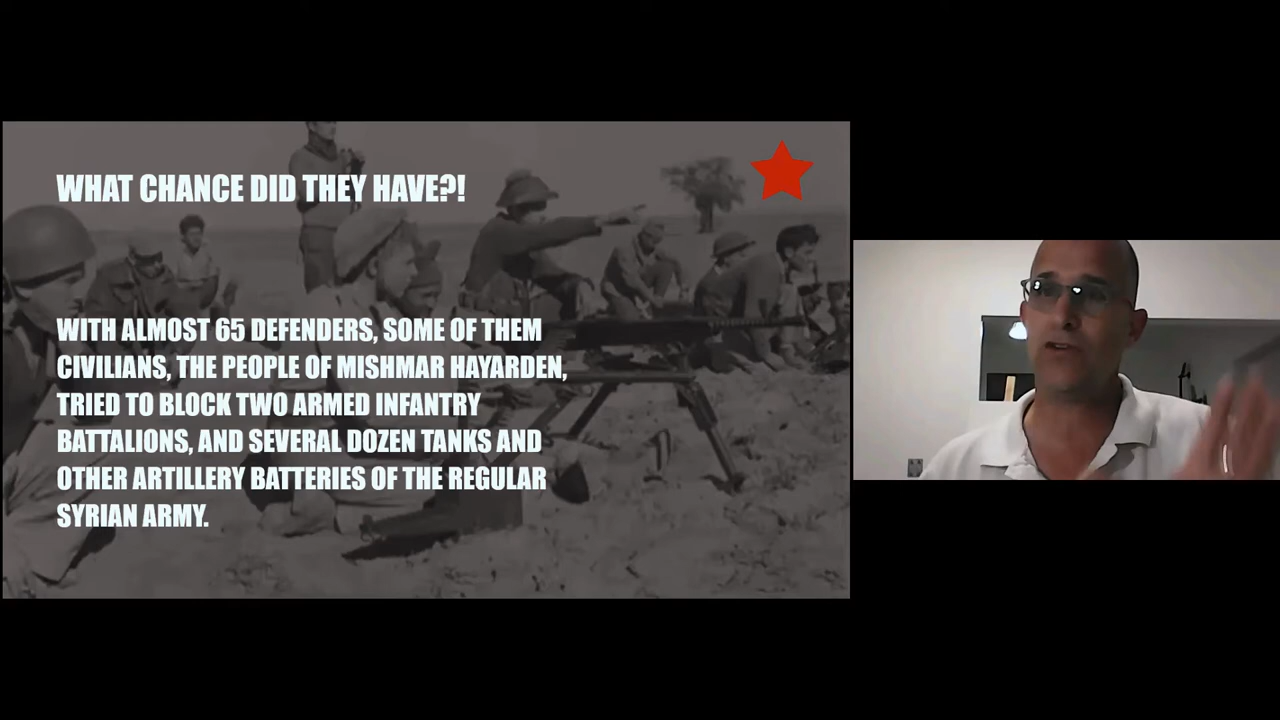 WHAT CHANCE DID THEY HAVE?!
WITH ALMOST 65 DEFENDERS, SOME OF THEM
CIVILIANS, THE PEOPLE OF MISHMAR HAYARDEN,
TRIED TO BLOCK TWO ARMED INFANTRY
BATTALIONS, AND SEVERAL DOZEN TANKS AND
OTHER ARTILLERY BATTERIES OF THE REGULAR
SYRIAN ARMY.